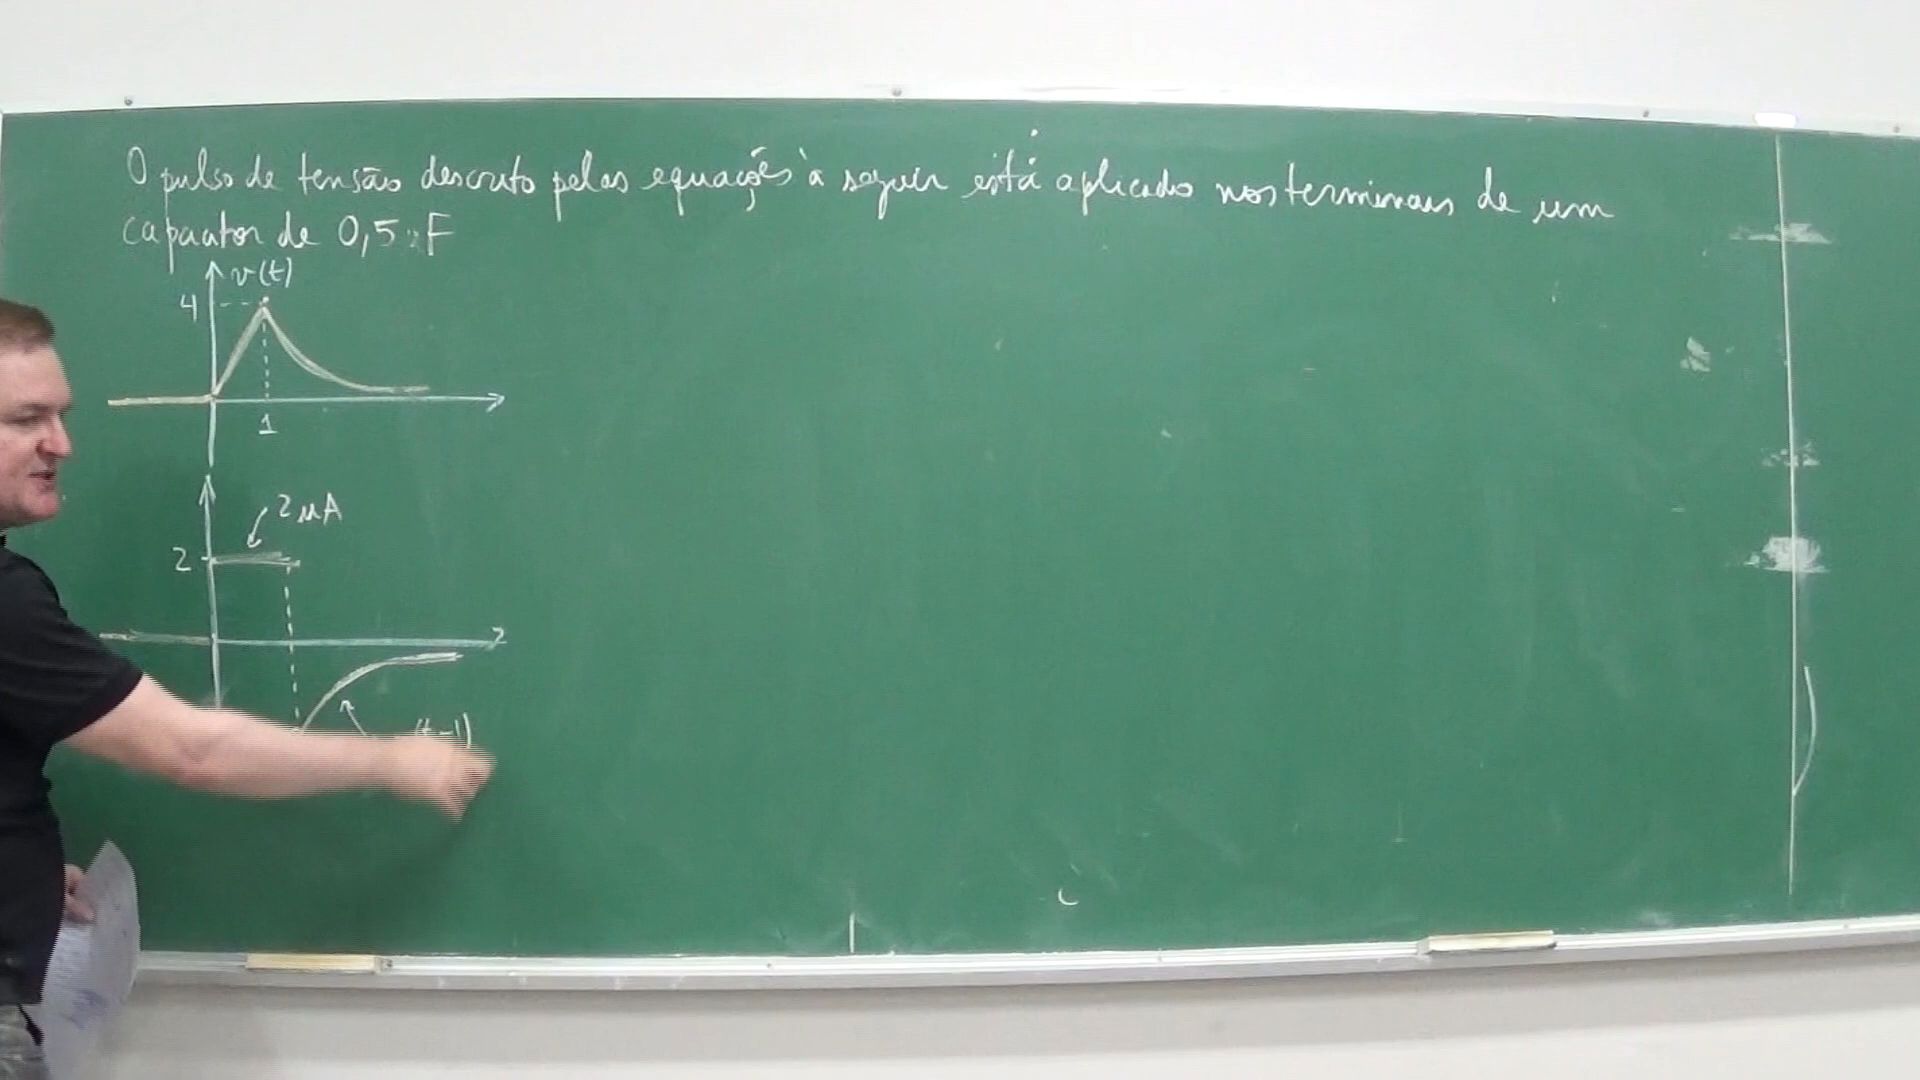 O pulso de tensão descrito pelas equações à seguir está aplicado nos terminais de um
capacitor de 0,5 F
v(t)
4
1
2 µA
2
(t-1)